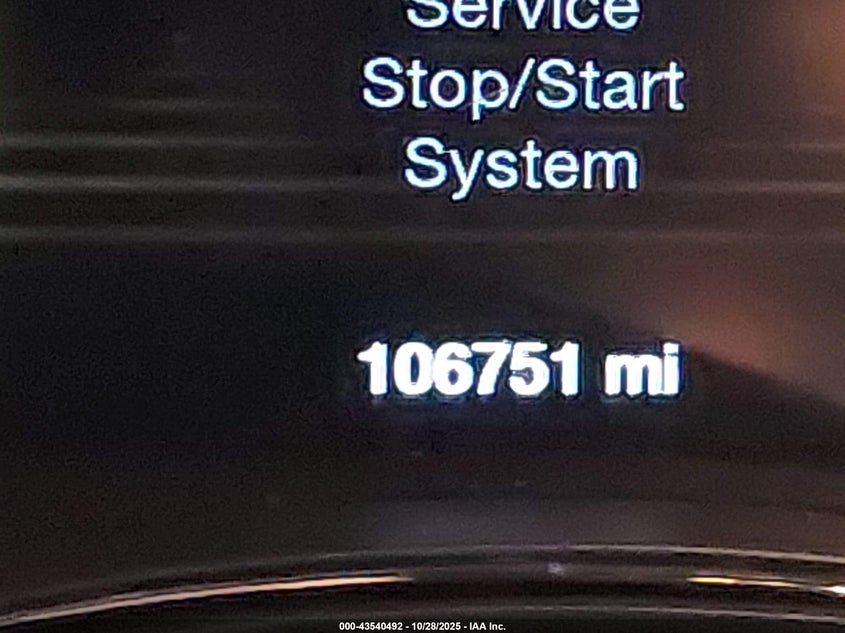 Service
Stop/Start
System
106751 mi
000-43540492 - 10/28/2025 - IAA Inc.